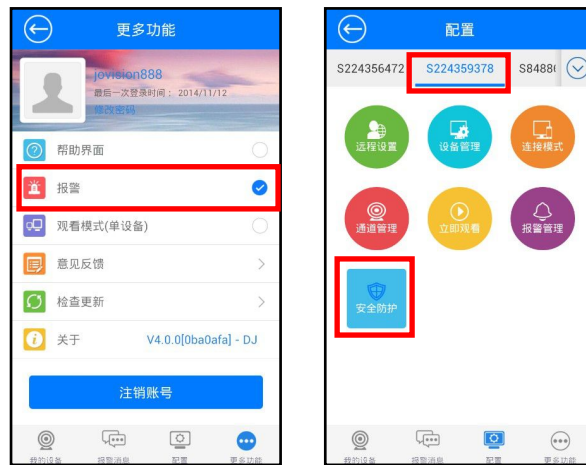 更多功能
jovision888
最后一次登录时间： 2014/11/12
修改密码
帮助界面
报警
观看模式(单设备)
意见反馈
检查更新
关于
V4.0.0[0ba0afa] - DJ
注销账号
我的设备
报警消息
配置
更多功能
配置
S224356472
S224359378
S8488
远程设置
设备管理
连接模式
通道管理
立即观看
报警管理
安全防护
我的设备
报警消息
配置
更多功能